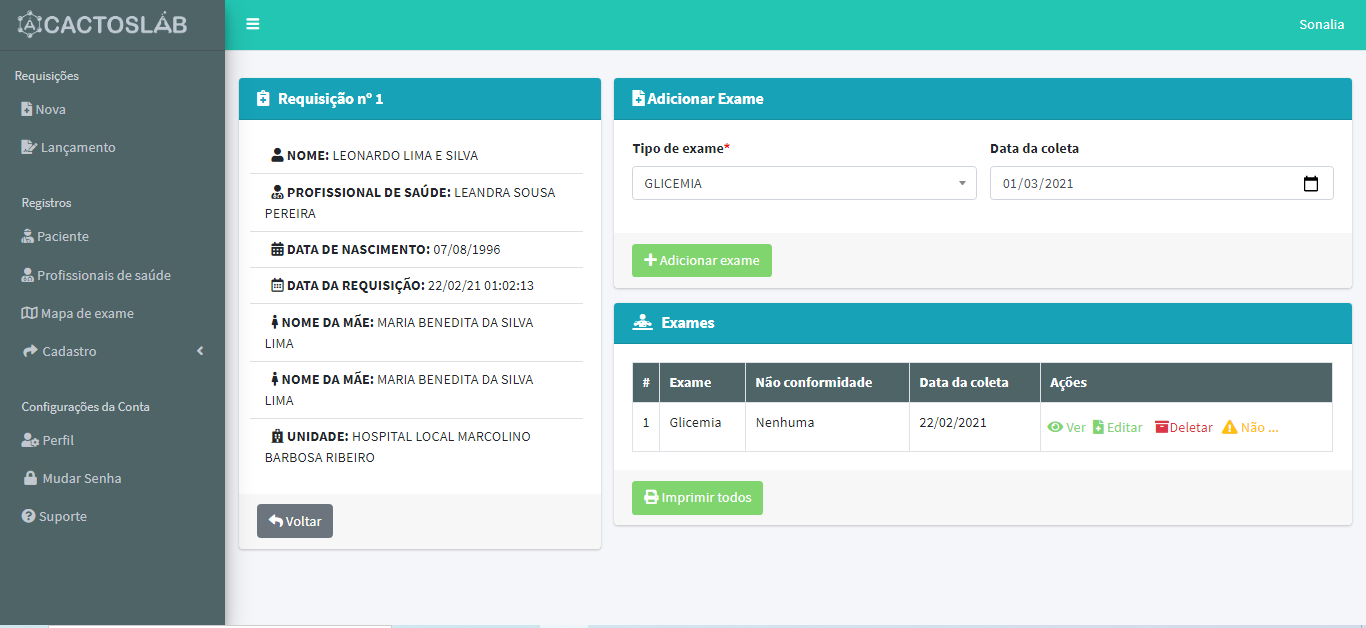 CACTOSLAB
Sonalia
Requisições
Nova
Lançamento
Registros
Paciente
Profissionais de saúde
Mapa de exame
Cadastro
Configurações da Conta
Perfil
Mudar Senha
Suporte
Requisição nº 1
NOME: LEONARDO LIMA E SILVA
PROFISSIONAL DE SAÚDE: LEANDRA SOUSA
PEREIRA
DATA DE NASCIMENTO: 07/08/1996
DATA DA REQUISIÇÃO: 22/02/21 01:02:13
NOME DA MÃE: MARIA BENEDITA DA SILVA
LIMA
NOME DA MÃE: MARIA BENEDITA DA SILVA
LIMA
UNIDADE: HOSPITAL LOCAL MARCOLINO
BARBOSA RIBEIRO
Voltar
Adicionar Exame
Tipo de exame* Data da coleta
GLICEMIA 01/03/2021
Adicionar exame
Exames
# Exame Não conformidade Data da coleta Ações
1 Glicemia Nenhuma 22/02/2021 Ver Editar Deletar Não ...
Imprimir todos